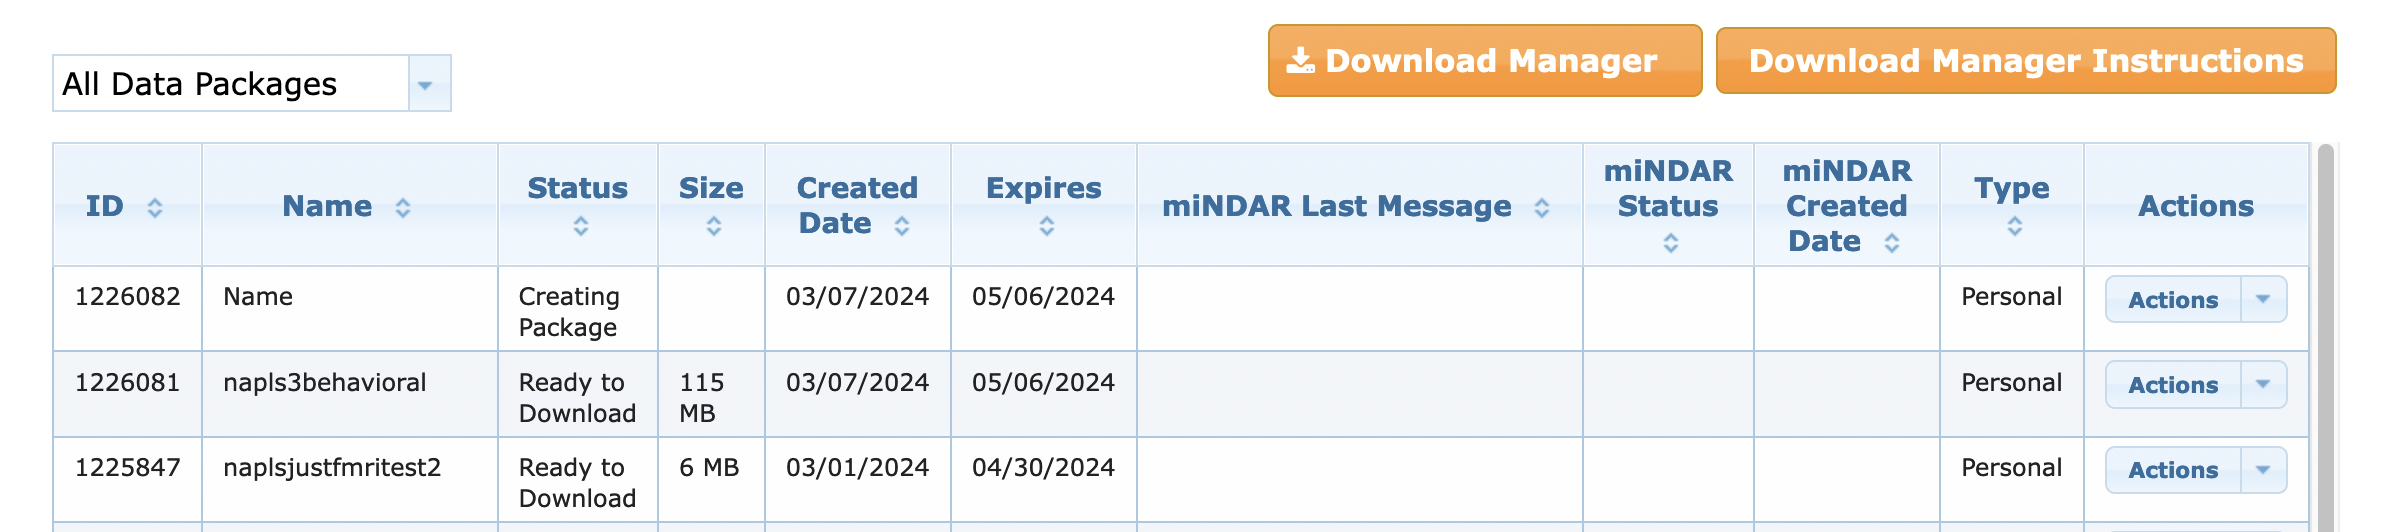 All Data Packages
Download Manager
Download Manager Instructions
ID
Name
Status
Size
Created
Date
Expires
miNDAR Last Message
miNDAR
Status
miNDAR
Created
Date
Type
Actions
1226082
Name
Creating
Package
03/07/2024
05/06/2024
Personal
Actions
1226081
napls3behavioral
Ready to
Download
115
MB
03/07/2024
05/06/2024
Personal
Actions
1225847
naplsjustfmritest2
Ready to
Download
6 MB
03/01/2024
04/30/2024
Personal
Actions